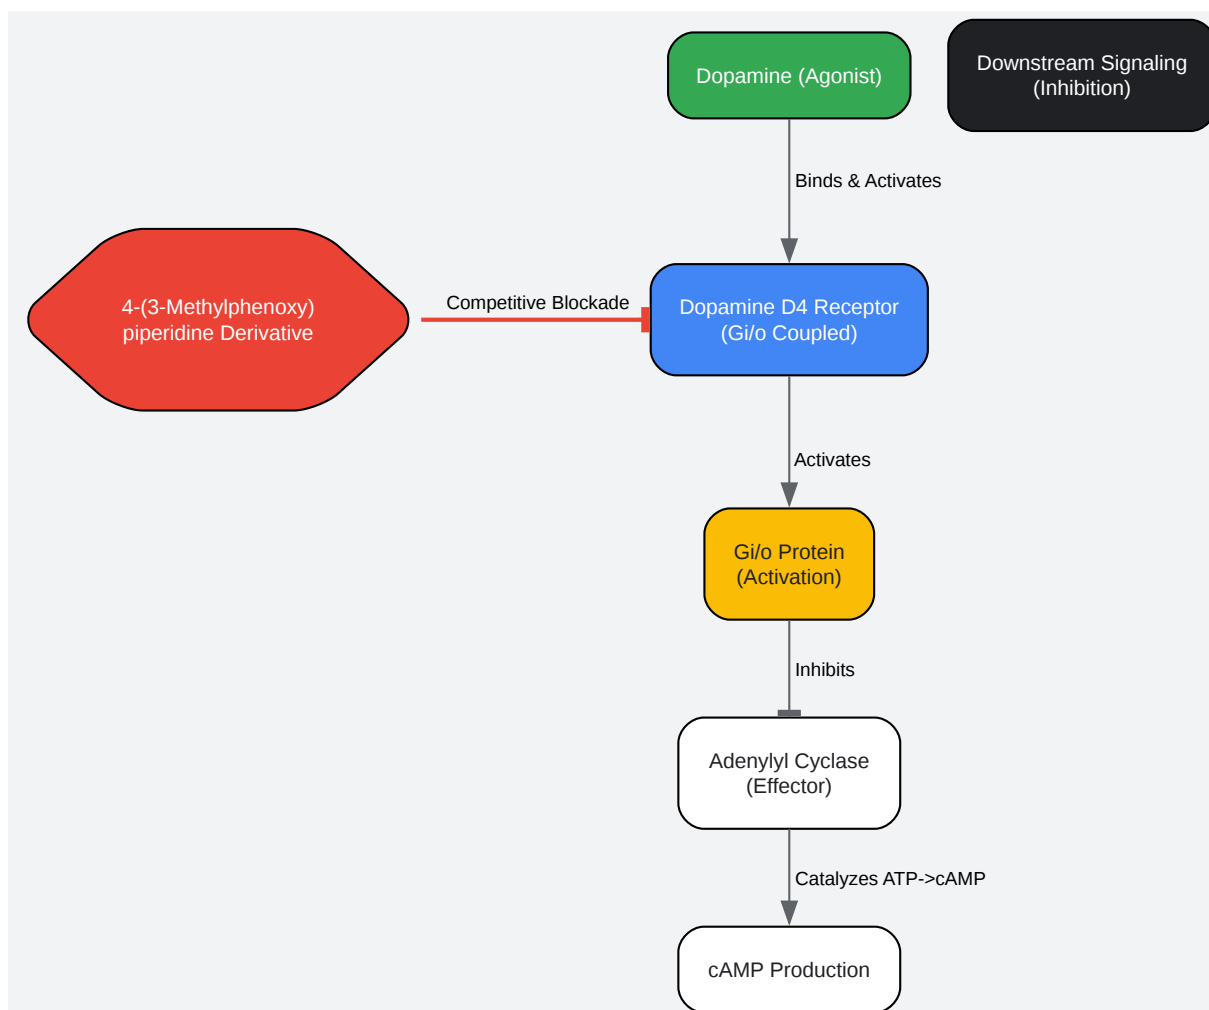 Dopamine (Agonist)
Downstream Signaling
(Inhibition)
Binds & Activates
4-(3-Methylphenoxy)
piperidine Derivative
Competitive Blockade
Dopamine D4 Receptor
(Gi/o Coupled)
Activates
Gi/o Protein
(Activation)
Inhibits
Adenylyl Cyclase
(Effector)
Catalyzes ATP->cAMP
cAMP Production